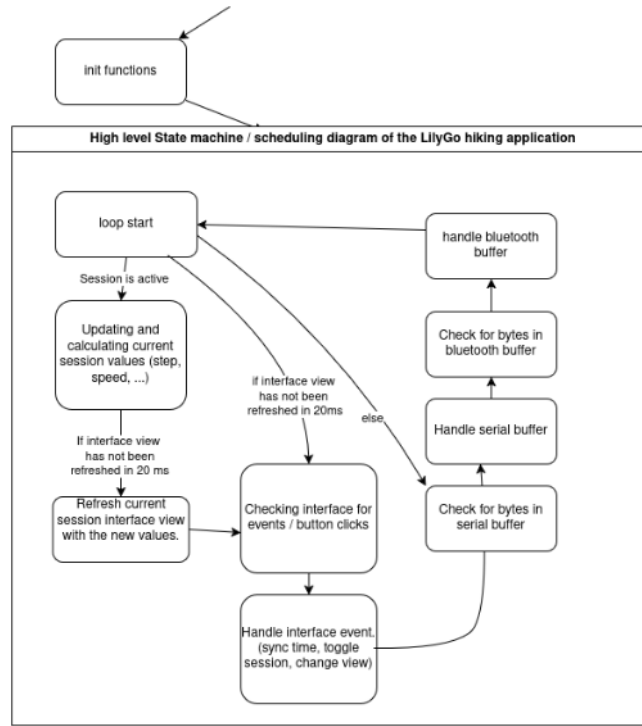 init functions
High level State machine / scheduling diagram of the LilyGo hiking application
loop start
handle bluetooth
buffer
Session is active
Updating and
calculating current
session values (step,
speed, ...)
Check for bytes in
bluetooth buffer
if interface view
has not been
refreshed in 20ms
else
Handle serial buffer
If interface view
has not been
refreshed in 20 ms
Refresh current
session interface view
with the new values.
Checking interface for
events / button clicks
Check for bytes in
serial buffer
Handle interface event.
(sync time, toggle
session, change view)